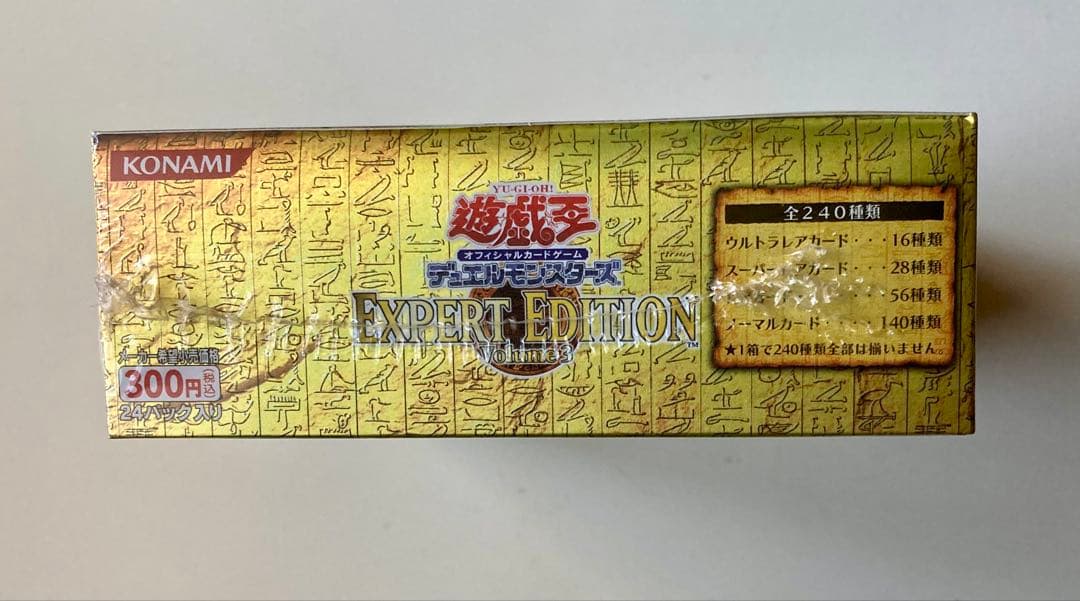 KONAMI
YU-GI-OH!
遊戯王
オフィシャルカードゲーム
デュエルモンスターズ
EXPERT EDITION™
Volume 3
メーカー希望小売価格
300円(税込)
24パック入り
全240種類
ウルトラレアカード・・・16種類
スーパーレアカード・・・28種類
56種類
ノーマルカード・・・・140種類
★1箱で240種類全部は揃いません。